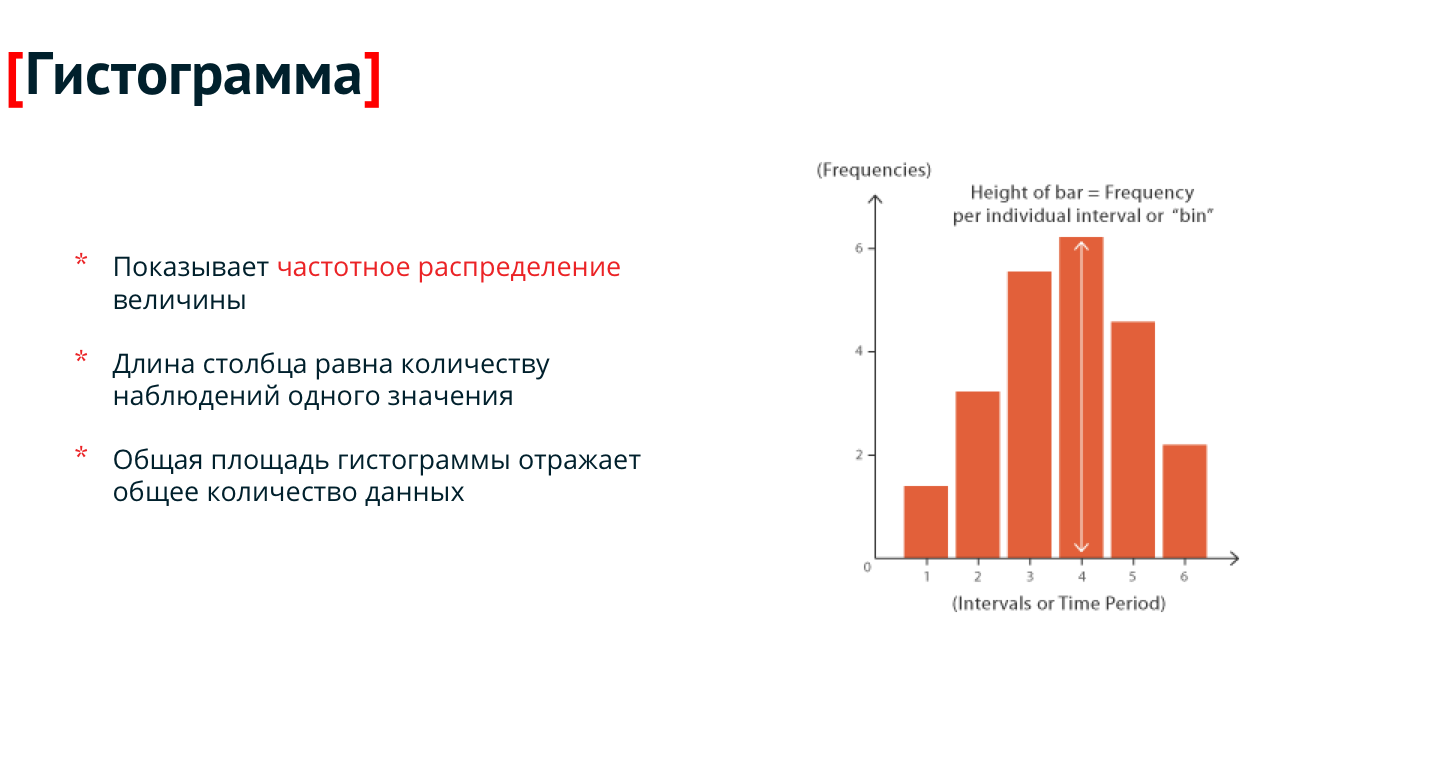 [Гистограмма]
* Показывает частотное распределение
величины
* Длина столбца равна количеству
наблюдений одного значения
* Общая площадь гистограммы отражает
общее количество данных
(Frequencies)
Height of bar = Frequency
per individual interval or “bin”
6
4
2
0
1 2 3 4 5 6
(Intervals or Time Period)